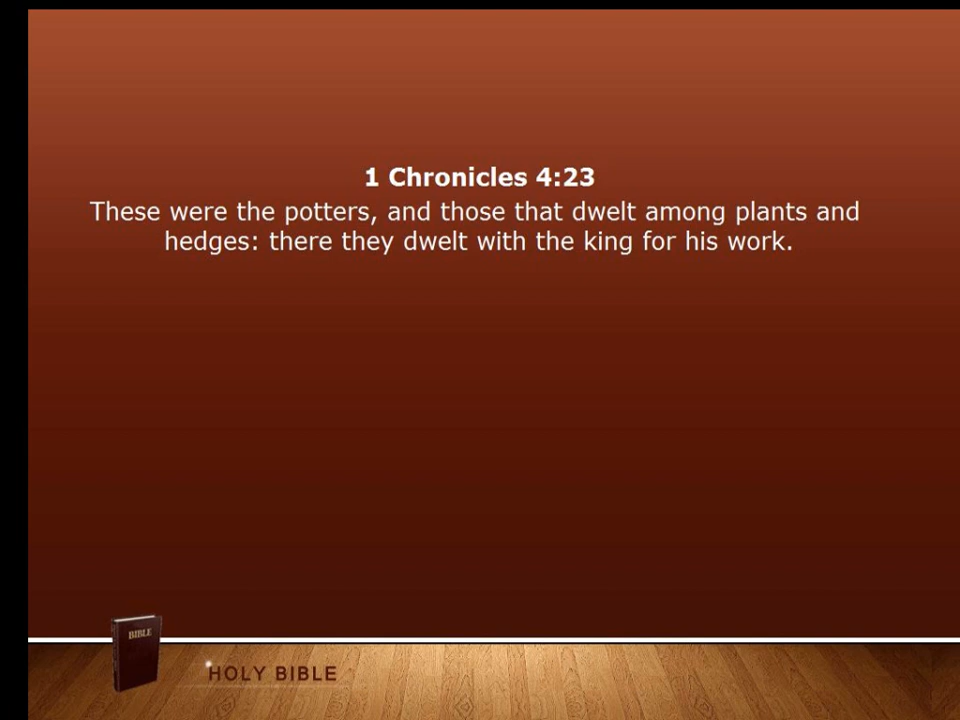 1 Chronicles 4:23
These were the potters, and those that dwelt among plants and
hedges: there they dwelt with the king for his work.
BIBLE
HOLY BIBLE